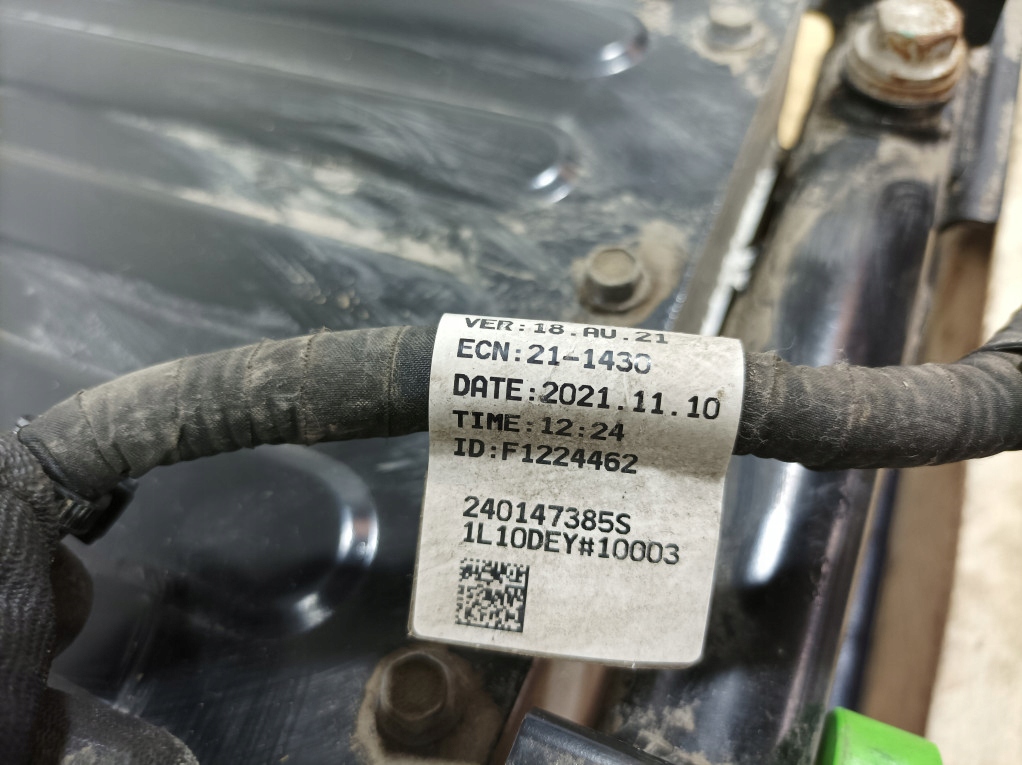 VER:18.AU.21
ECN:21-1430
DATE:2021.11.10
TIME:12:24
ID:F1224462
240147385S
1L10DEY#10003